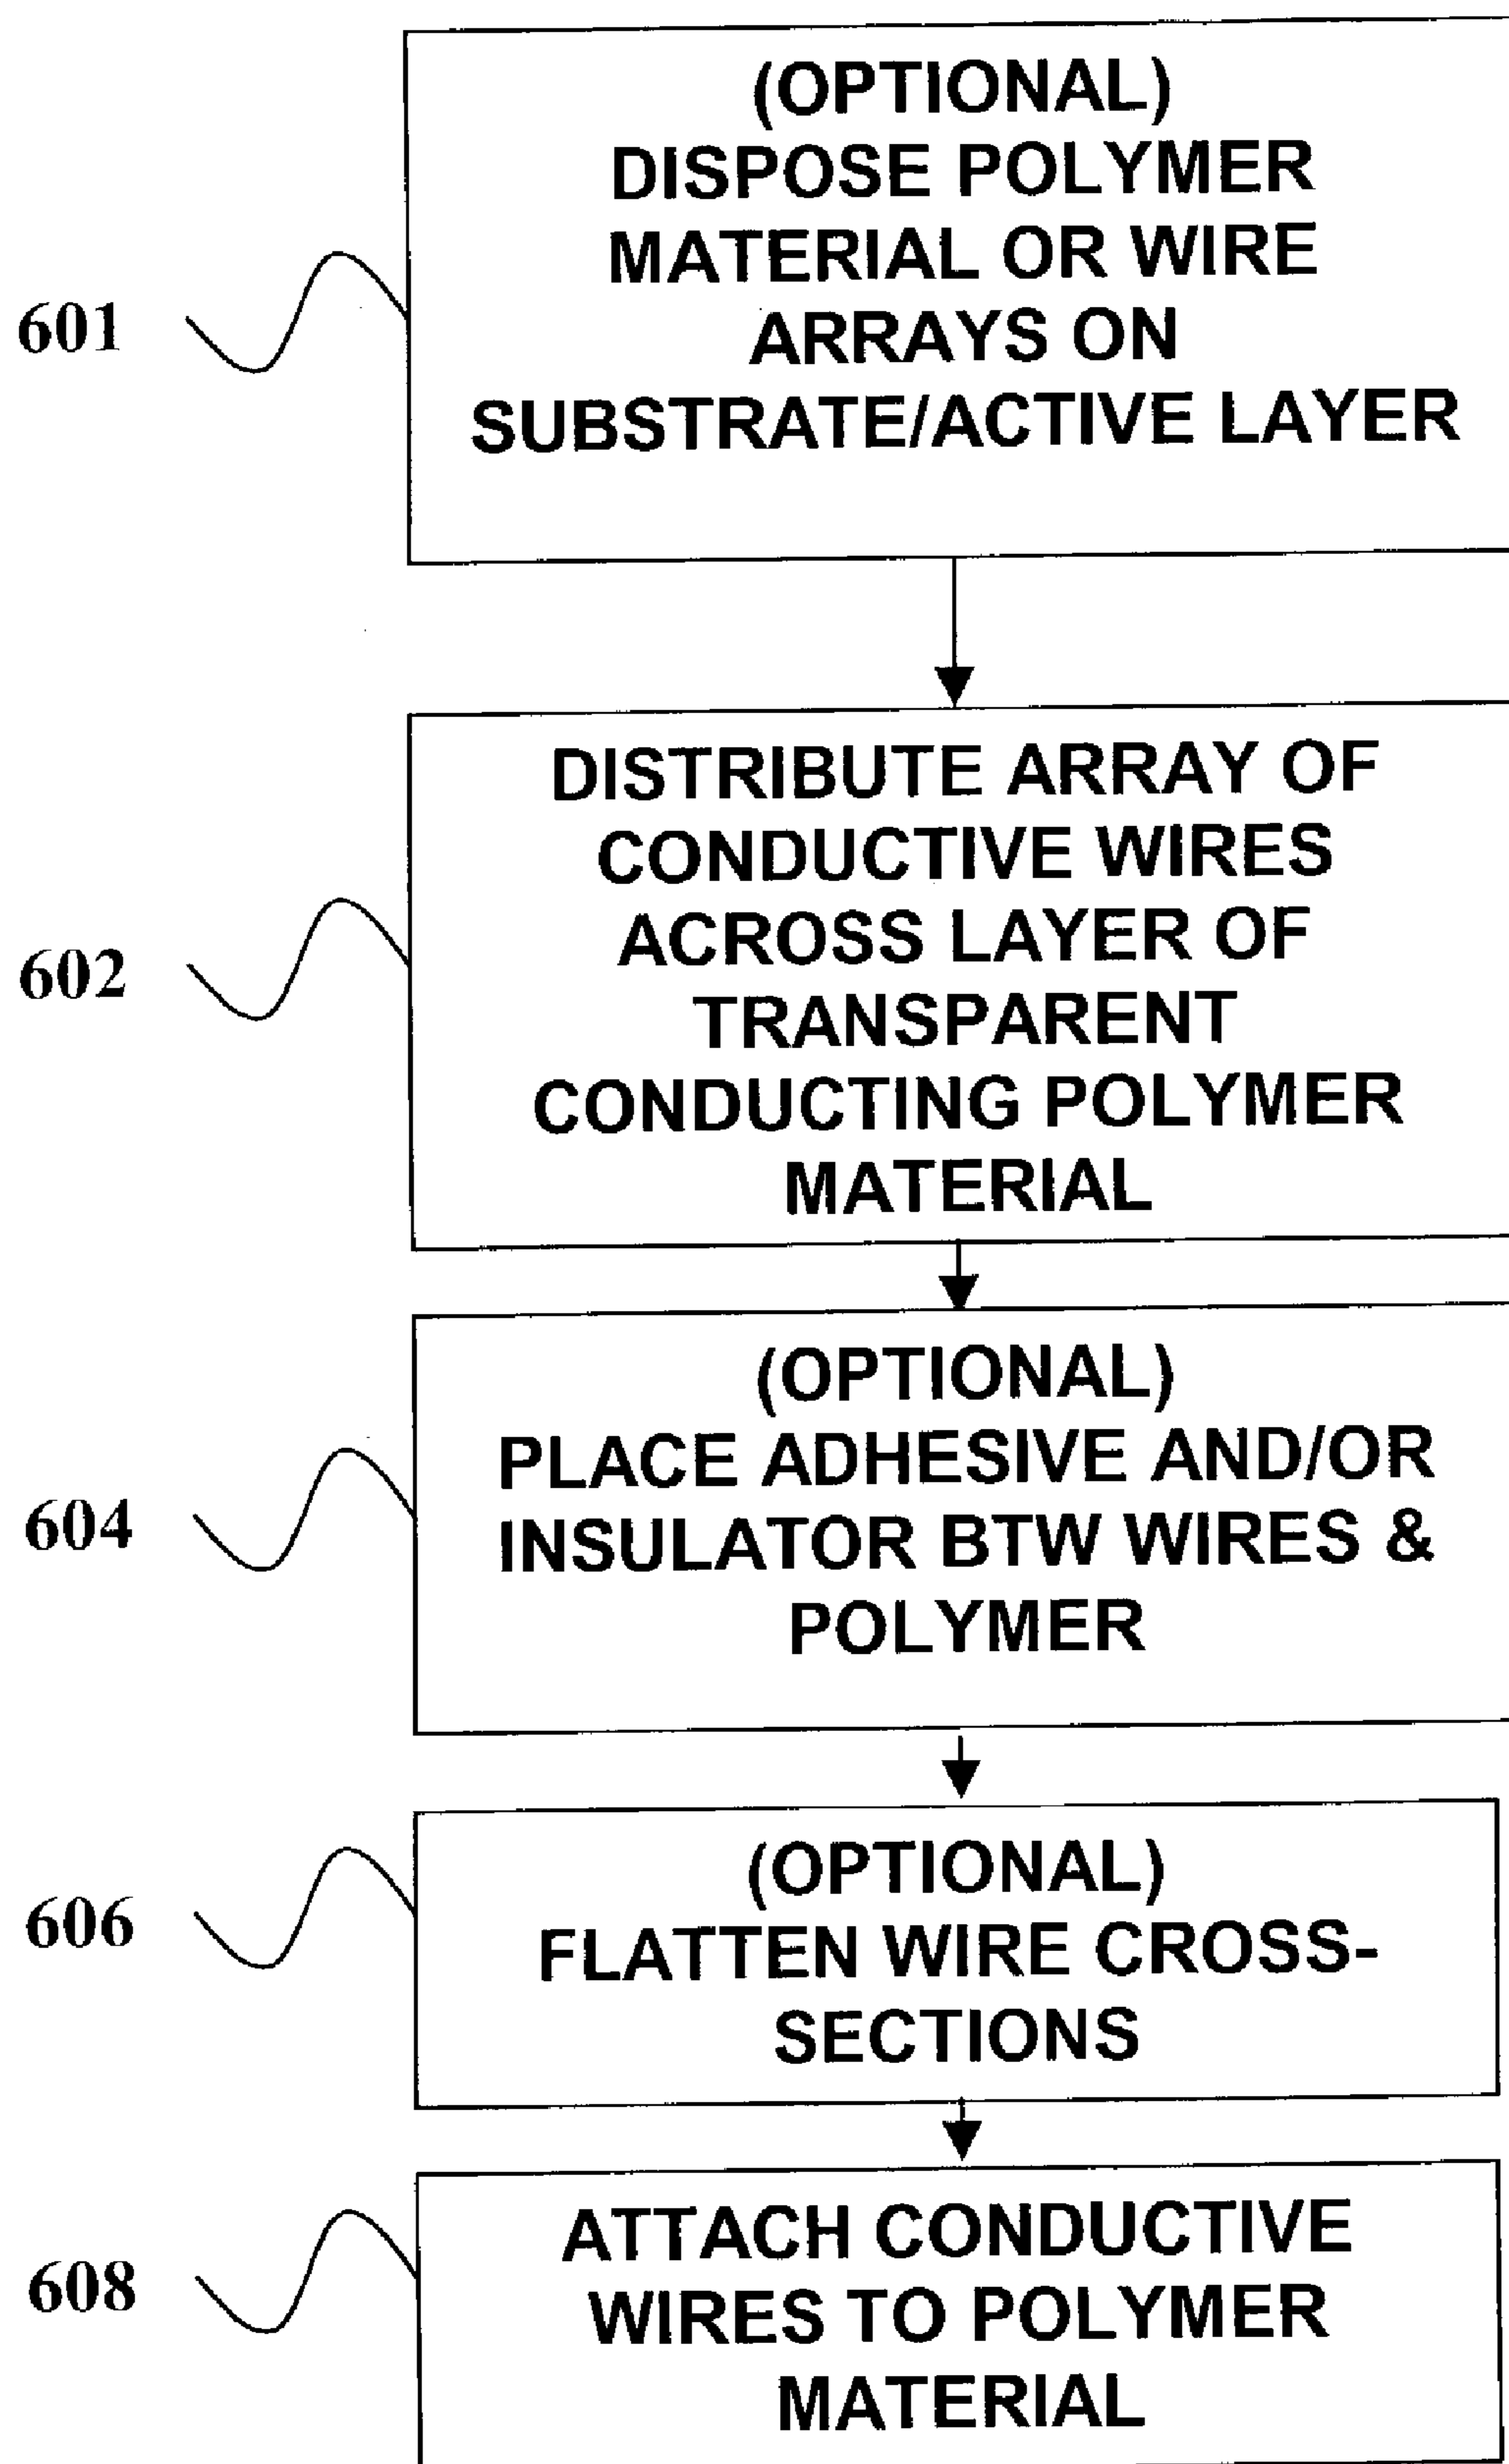 (OPTIONAL)
DISPOSE POLYMER
MATERIAL OR WIRE
ARRAYS ON
SUBSTRATE/ACTIVE LAYER
601
DISTRIBUTE ARRAY OF
CONDUCTIVE WIRES
ACROSS LAYER OF
TRANSPARENT
CONDUCTING POLYMER
MATERIAL
602
(OPTIONAL)
PLACE ADHESIVE AND/OR
INSULATOR BTW WIRES &
POLYMER
604
(OPTIONAL)
FLATTEN WIRE CROSS-
SECTIONS
606
ATTACH CONDUCTIVE
WIRES TO POLYMER
MATERIAL
608